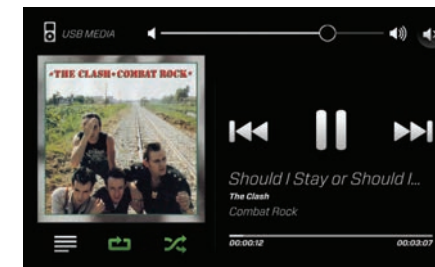 USB MEDIA
THE CLASH COMBAT ROCK
Should I Stay or Should I...
The Clash
Combat Rock
00:00:12
00:03:07